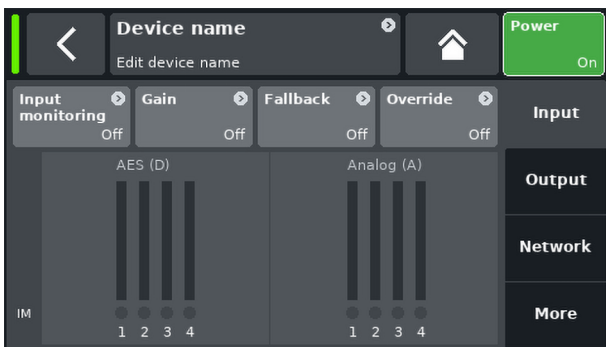 Device name
Edit device name
Power
On
Input monitoring
Off
Gain
Off
Fallback
Off
Override
Off
Input
Output
Network
More
AES (D)
Analog (A)
IM
1 2 3 4
1 2 3 4